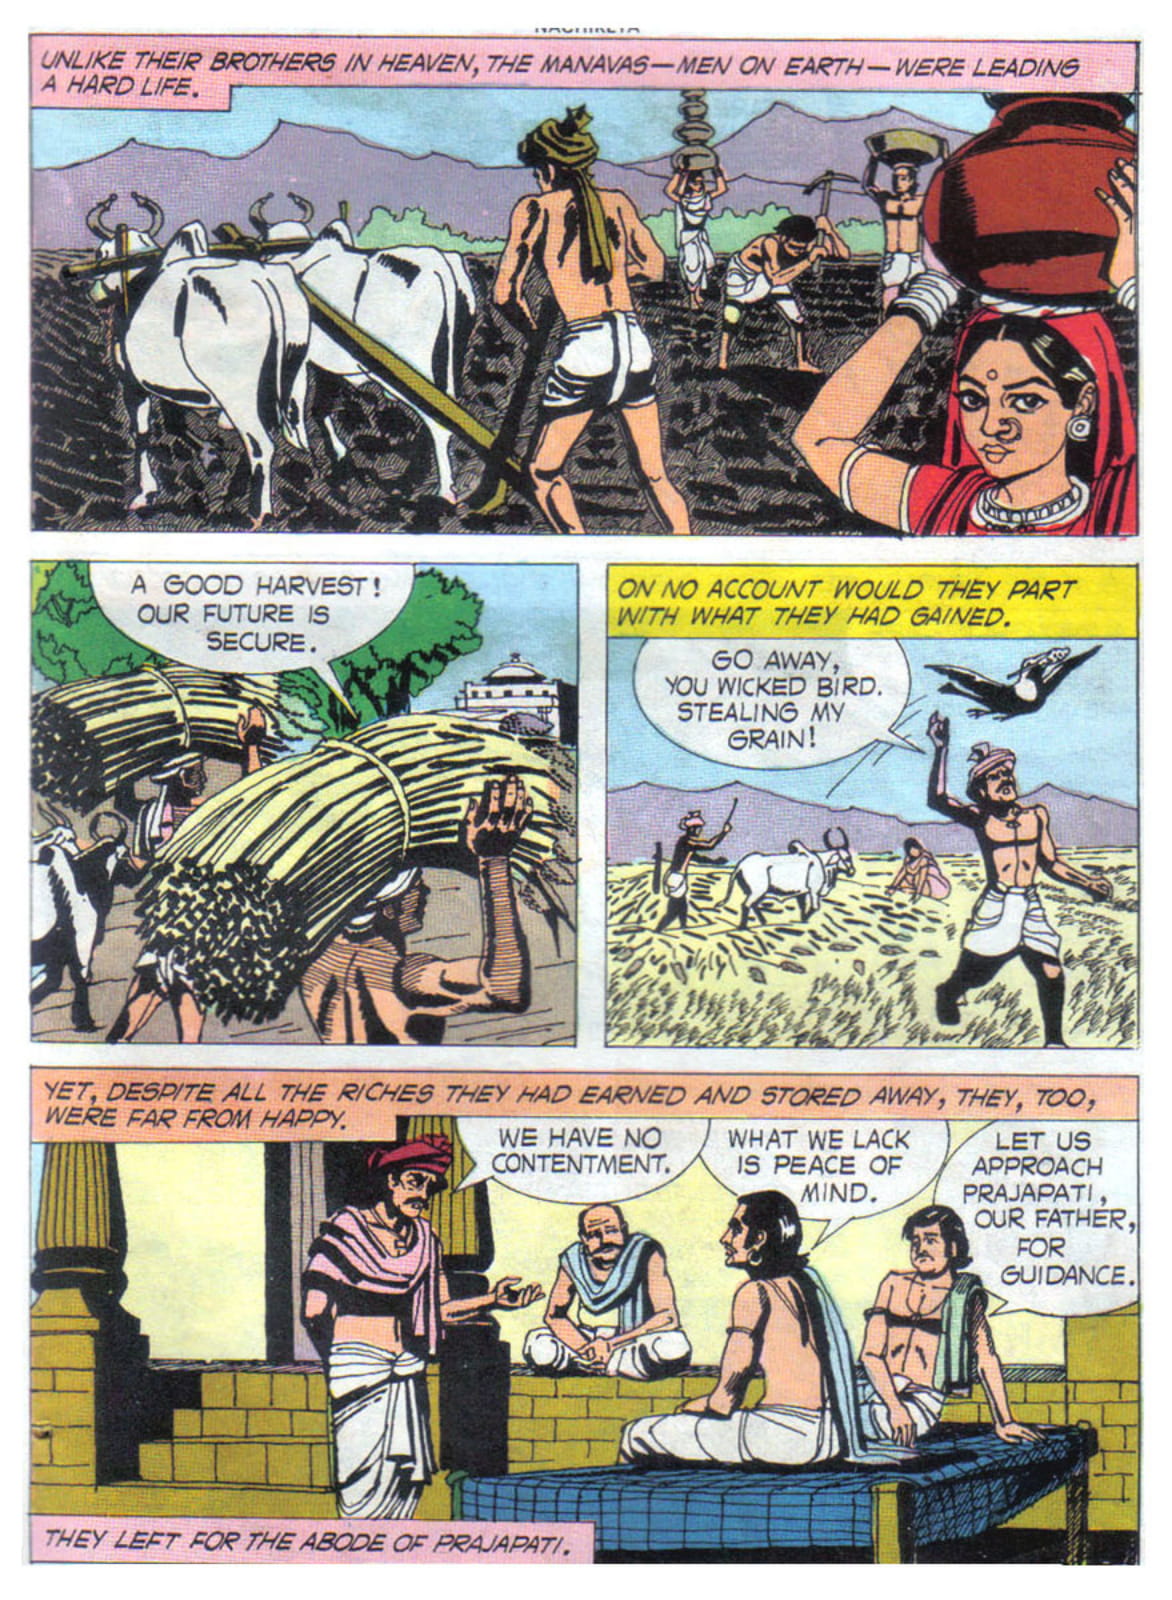 NACHIKETA
UNLIKE THEIR BROTHERS IN HEAVEN, THE MANAVAS—MEN ON EARTH—WERE LEADING
A HARD LIFE.
A GOOD HARVEST!
OUR FUTURE IS
SECURE.
ON NO ACCOUNT WOULD THEY PART
WITH WHAT THEY HAD GAINED.
GO AWAY,
YOU WICKED BIRD.
STEALING MY
GRAIN!
YET, DESPITE ALL THE RICHES THEY HAD EARNED AND STORED AWAY, THEY, TOO,
WERE FAR FROM HAPPY.
WE HAVE NO
CONTENTMENT.
WHAT WE LACK
IS PEACE OF
MIND.
LET US
APPROACH
PRAJAPATI,
OUR FATHER,
FOR
GUIDANCE.
THEY LEFT FOR THE ABODE OF PRAJAPATI.